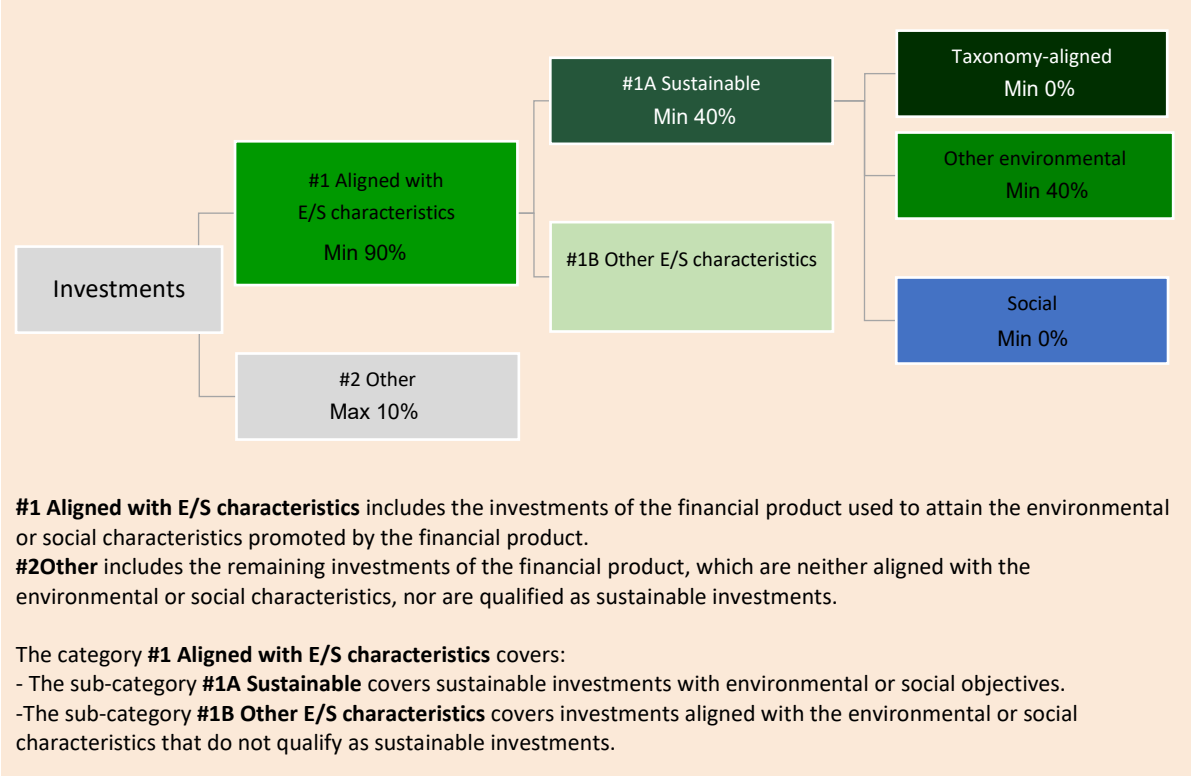 Taxonomy-aligned
Min 0%
#1A Sustainable
Min 40%
Other environmental
Min 40%
#1 Aligned with
E/S characteristics
Min 90%
#1B Other E/S characteristics
Investments
Social
Min 0%
#2 Other
Max 10%
#1 Aligned with E/S characteristics includes the investments of the financial product used to attain the environmental
or social characteristics promoted by the financial product.
#2Other includes the remaining investments of the financial product, which are neither aligned with the
environmental or social characteristics, nor are qualified as sustainable investments.
The category #1 Aligned with E/S characteristics covers:
- The sub-category #1A Sustainable covers sustainable investments with environmental or social objectives.
-The sub-category #1B Other E/S characteristics covers investments aligned with the environmental or social
characteristics that do not qualify as sustainable investments.